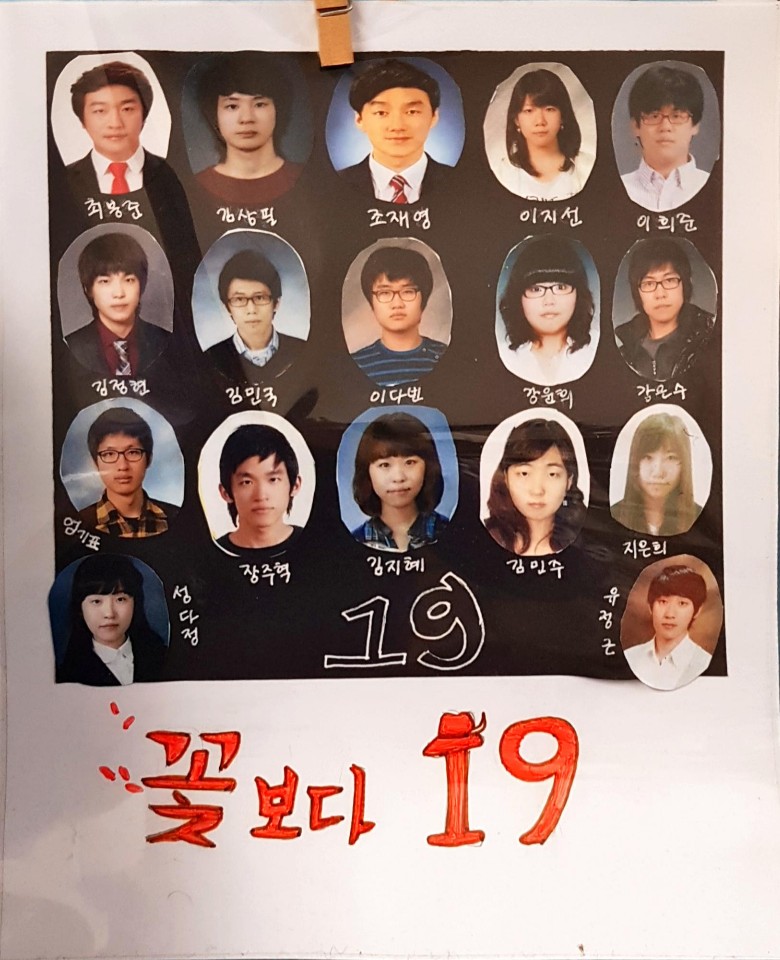 최봉준 김상필 조재영 이지선 이희준
김정현 김민국 이다빈 강윤희 강은수
엄기표 장주혁 김지혜 김민주 지은희
성다정 19 유정근
꽃보다 19